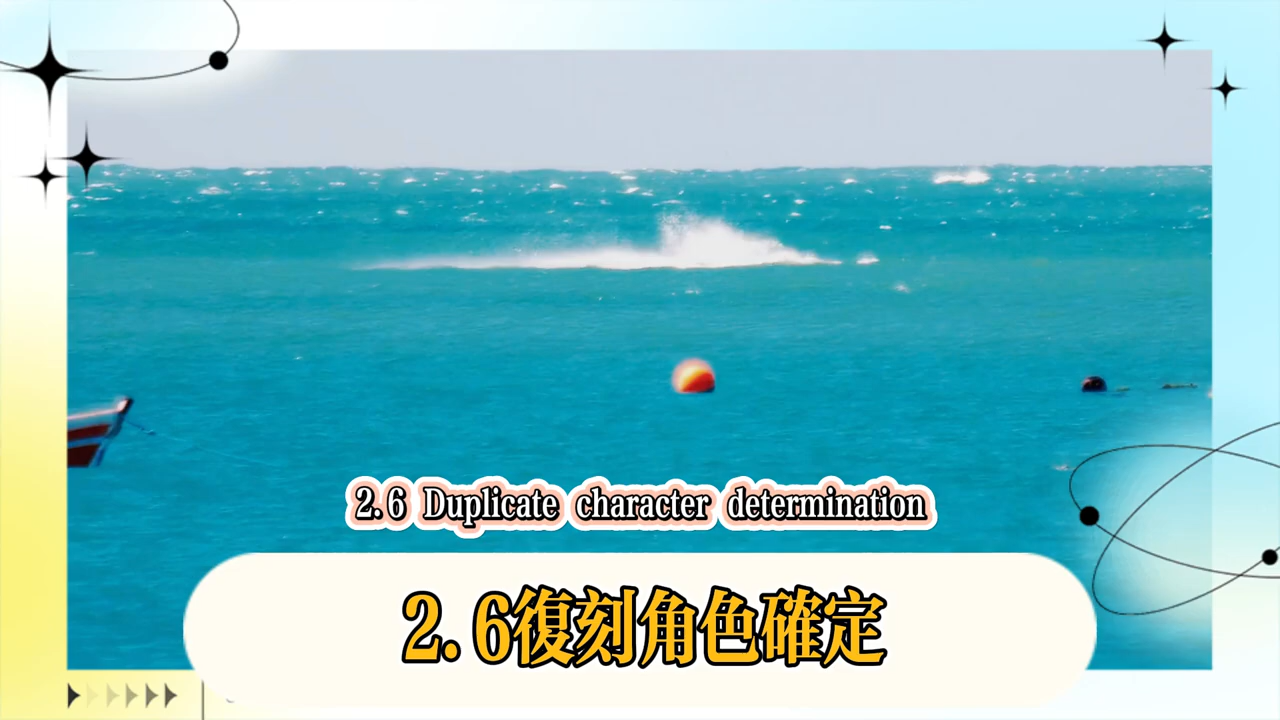 2.6 Duplicate character determination
2.6復刻角色確定